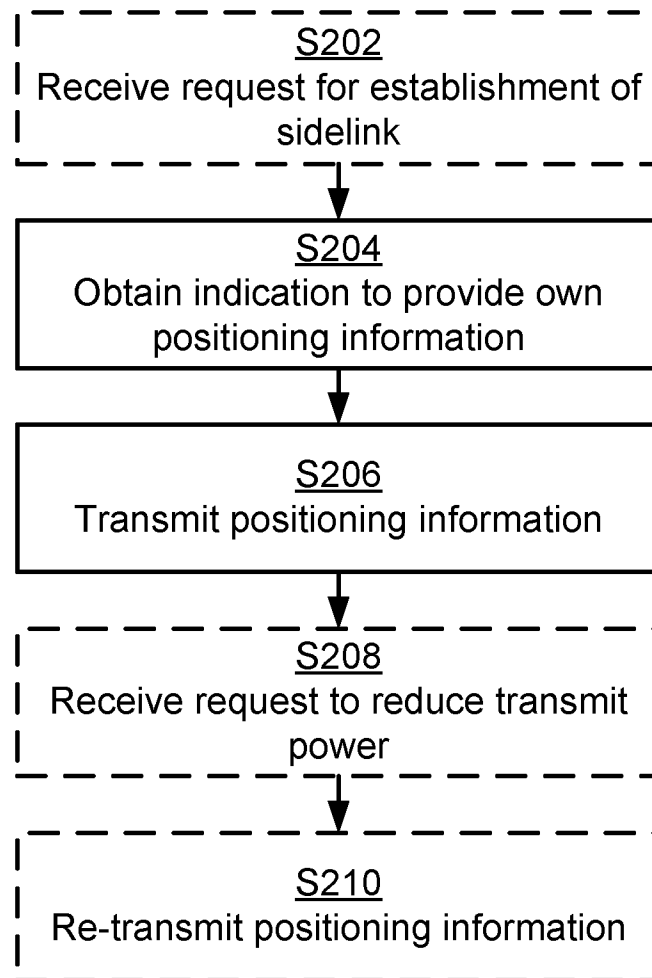 S202
Receive request for establishment of
sidelink
S204
Obtain indication to provide own
positioning information
S206
Transmit positioning information
S208
Receive request to reduce transmit
power
S210
Re-transmit positioning information